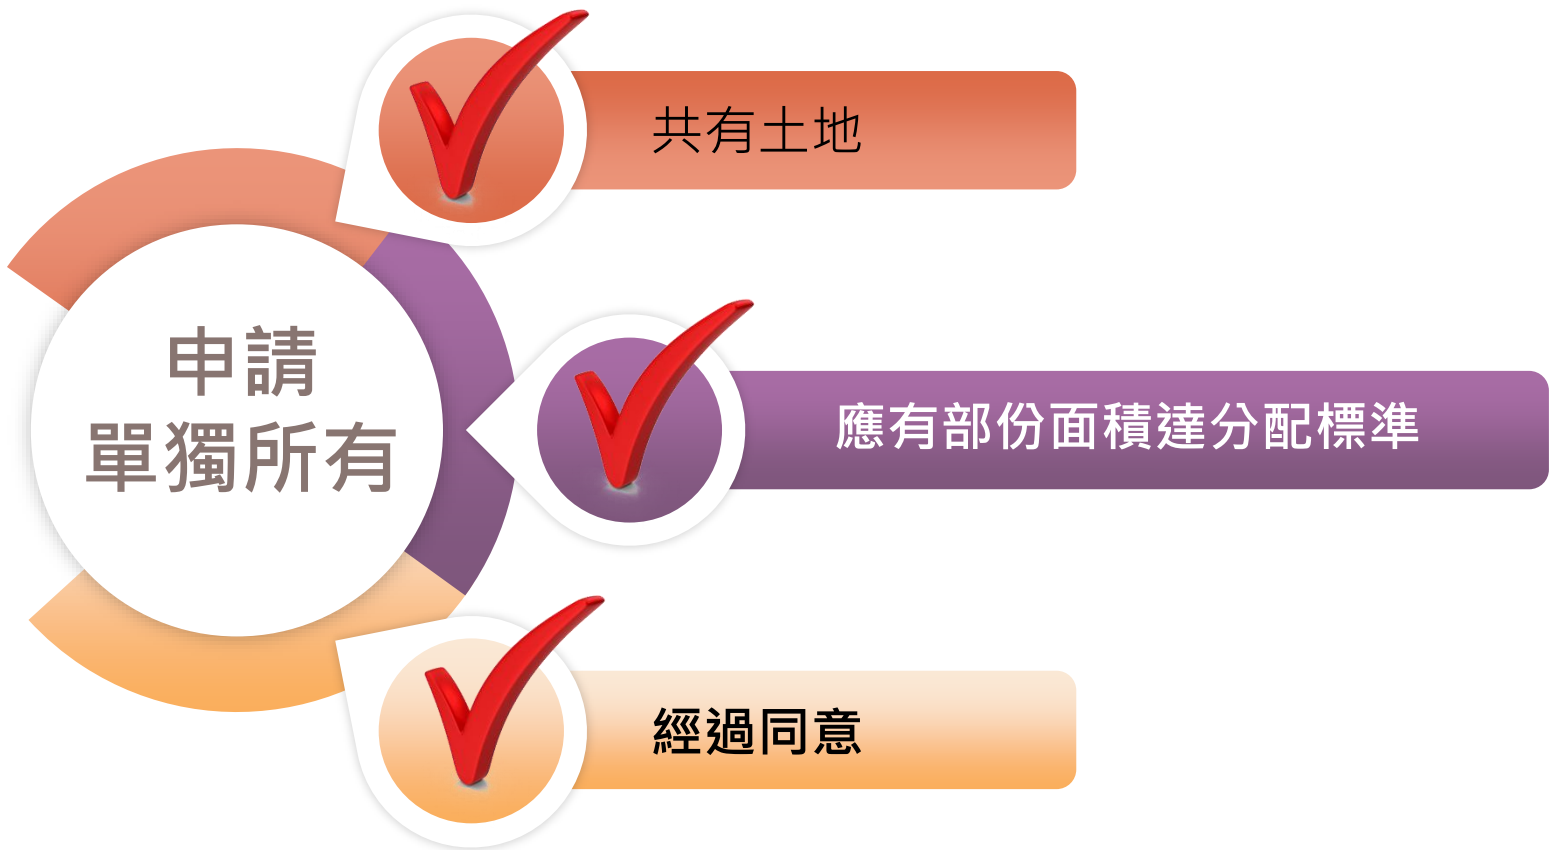 共有土地
申請
單獨所有
應有部份面積達分配標準
經過同意